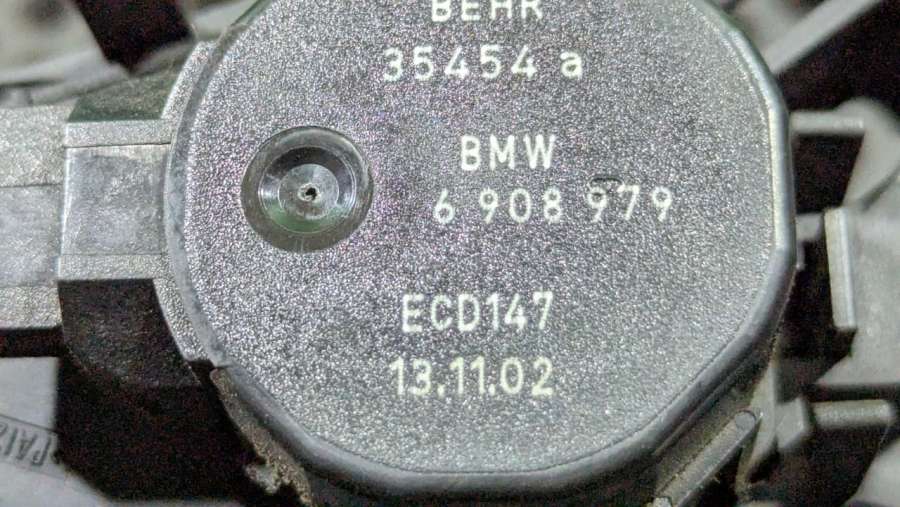 BEHR
35454 a
BMW
6 908 979
ECD147
13.11.02